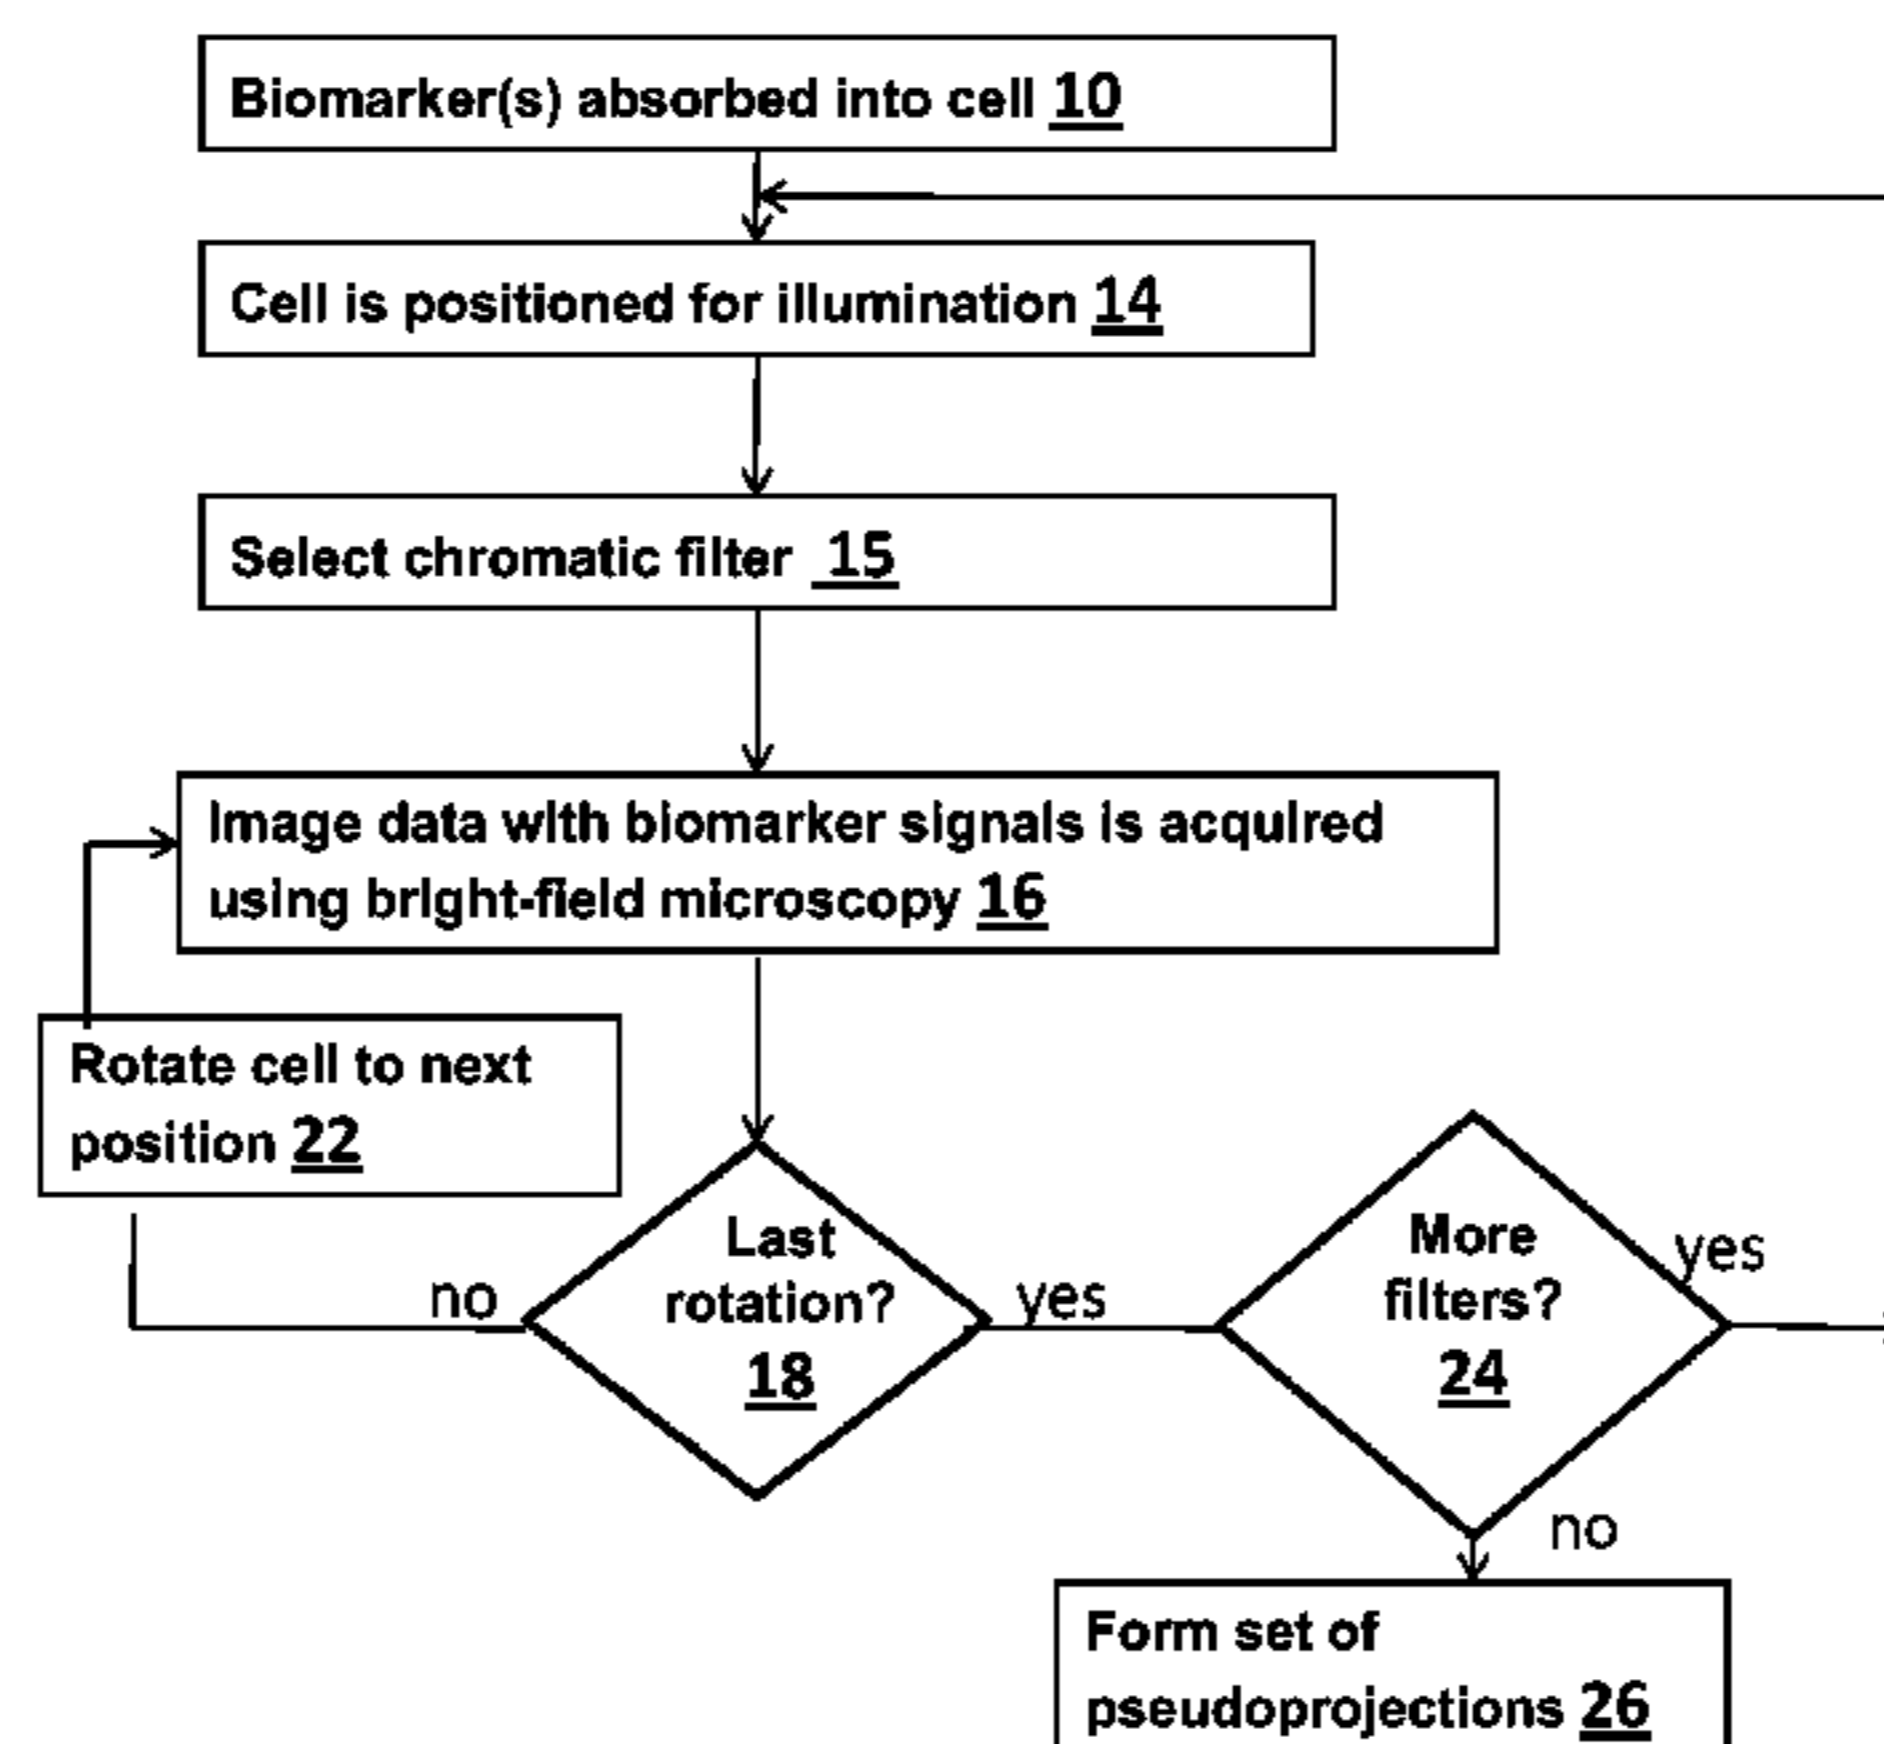 Biomarker(s) absorbed into cell 10
Cell is positioned for illumination 14
Select chromatic filter 15
Image data with biomarker signals is acquired
using bright-field microscopy 16
Rotate cell to next
position 22
no
Last
rotation?
18
yes
More
filters?
24
yes
no
Form set of
pseudoprojections 26